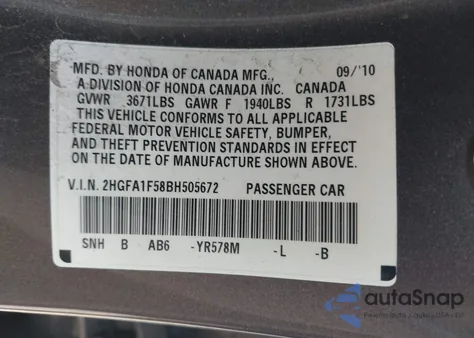 MFD. BY HONDA OF CANADA MFG., 09/'10
A DIVISION OF HONDA CANADA INC. CANADA
GVWR 3671LBS GAWR F 1940LBS R 1731LBS
THIS VEHICLE CONFORMS TO ALL APPLICABLE
FEDERAL MOTOR VEHICLE SAFETY, BUMPER,
AND THEFT PREVENTION STANDARDS IN EFFECT
ON THE DATE OF MANUFACTURE SHOWN ABOVE.
V.I.N. 2HGFA1F58BH505672 PASSENGER CAR
SNH B AB6 -YR578M -L -B
autoSnap